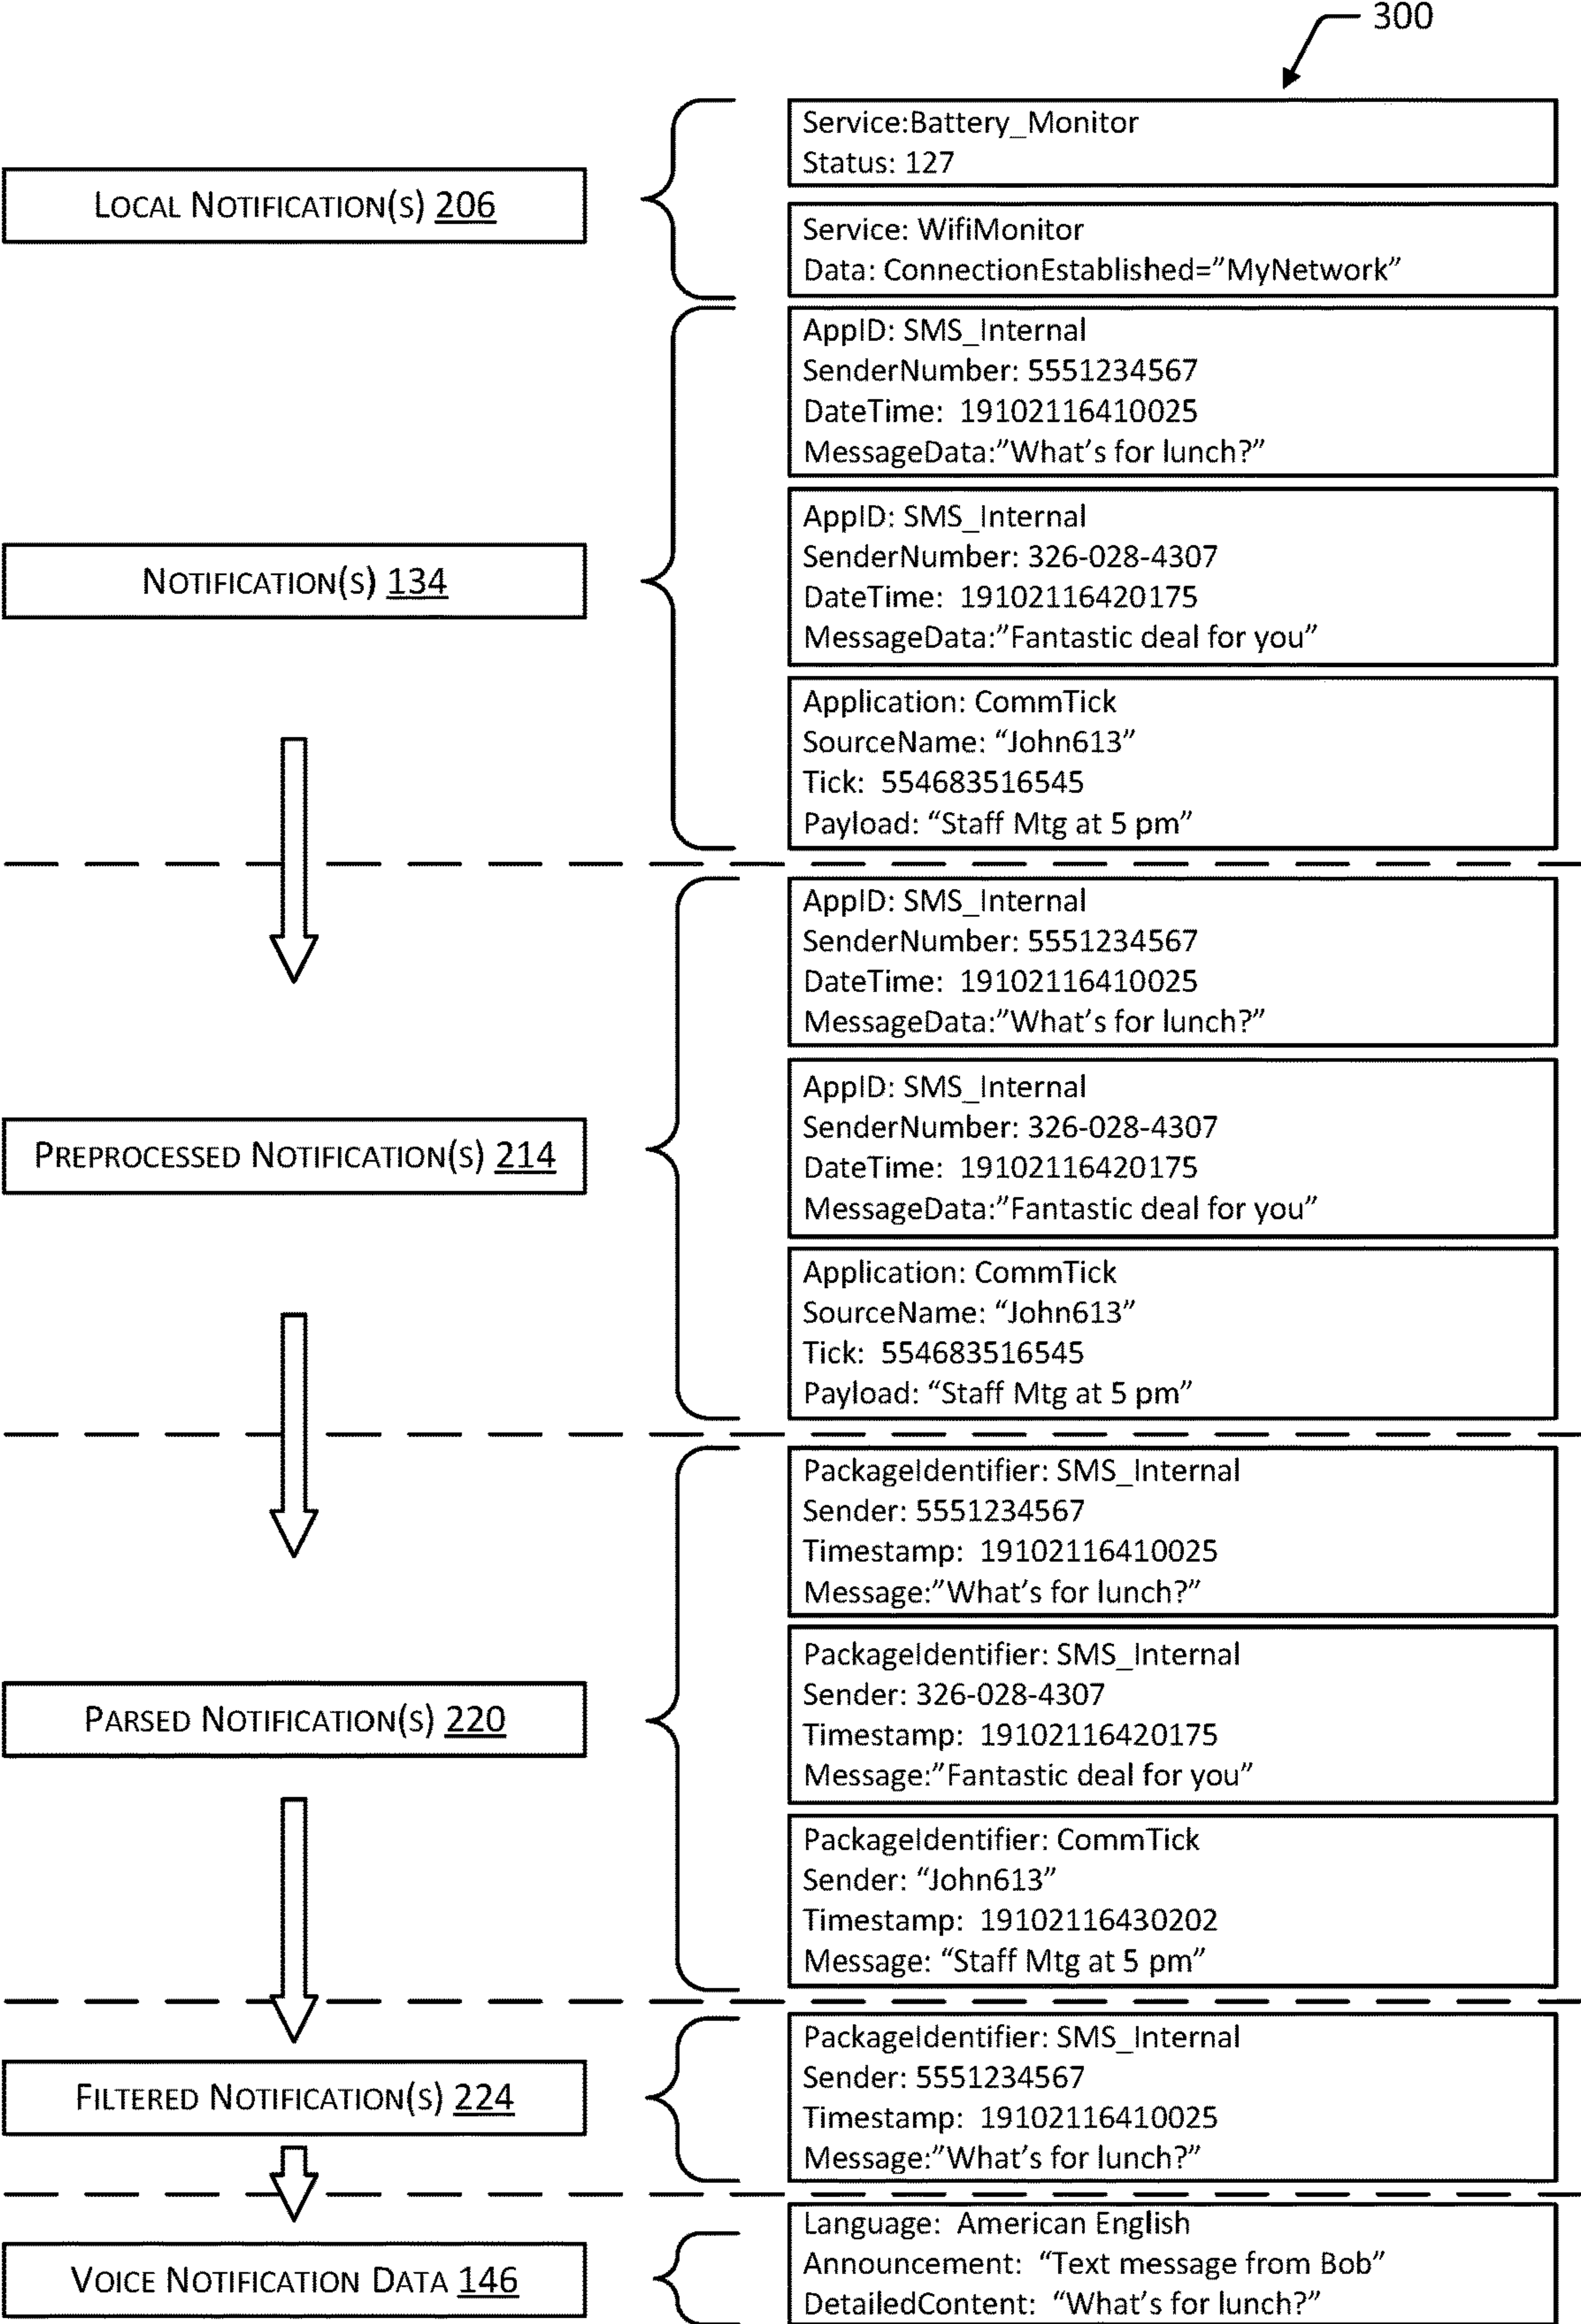 300
Service:Battery_Monitor
Status: 127
LOCAL NOTIFICATION(S) 206
Service: WifiMonitor
Data: ConnectionEstablished=”MyNetwork”
AppID: SMS_Internal
SenderNumber: 5551234567
DateTime: 19102116410025
MessageData:”What’s for lunch?”
NOTIFICATION(S) 134
AppID: SMS_Internal
SenderNumber: 326-028-4307
DateTime: 19102116420175
MessageData:”Fantastic deal for you”
Application: CommTick
SourceName: “John613”
Tick: 554683516545
Payload: “Staff Mtg at 5 pm”
AppID: SMS_Internal
SenderNumber: 5551234567
DateTime: 19102116410025
MessageData:”What’s for lunch?”
PREPROCESSED NOTIFICATION(S) 214
AppID: SMS_Internal
SenderNumber: 326-028-4307
DateTime: 19102116420175
MessageData:”Fantastic deal for you”
Application: CommTick
SourceName: “John613”
Tick: 554683516545
Payload: “Staff Mtg at 5 pm”
PackageIdentifier: SMS_Internal
Sender: 5551234567
Timestamp: 19102116410025
Message:”What’s for lunch?”
PARSED NOTIFICATION(S) 220
PackageIdentifier: SMS_Internal
Sender: 326-028-4307
Timestamp: 19102116420175
Message:”Fantastic deal for you”
PackageIdentifier: CommTick
Sender: “John613”
Timestamp: 19102116430202
Message: “Staff Mtg at 5 pm”
FILTERED NOTIFICATION(S) 224
PackageIdentifier: SMS_Internal
Sender: 5551234567
Timestamp: 19102116410025
Message:”What’s for lunch?”
VOICE NOTIFICATION DATA 146
Language: American English
Announcement: “Text message from Bob”
DetailedContent: “What’s for lunch?”